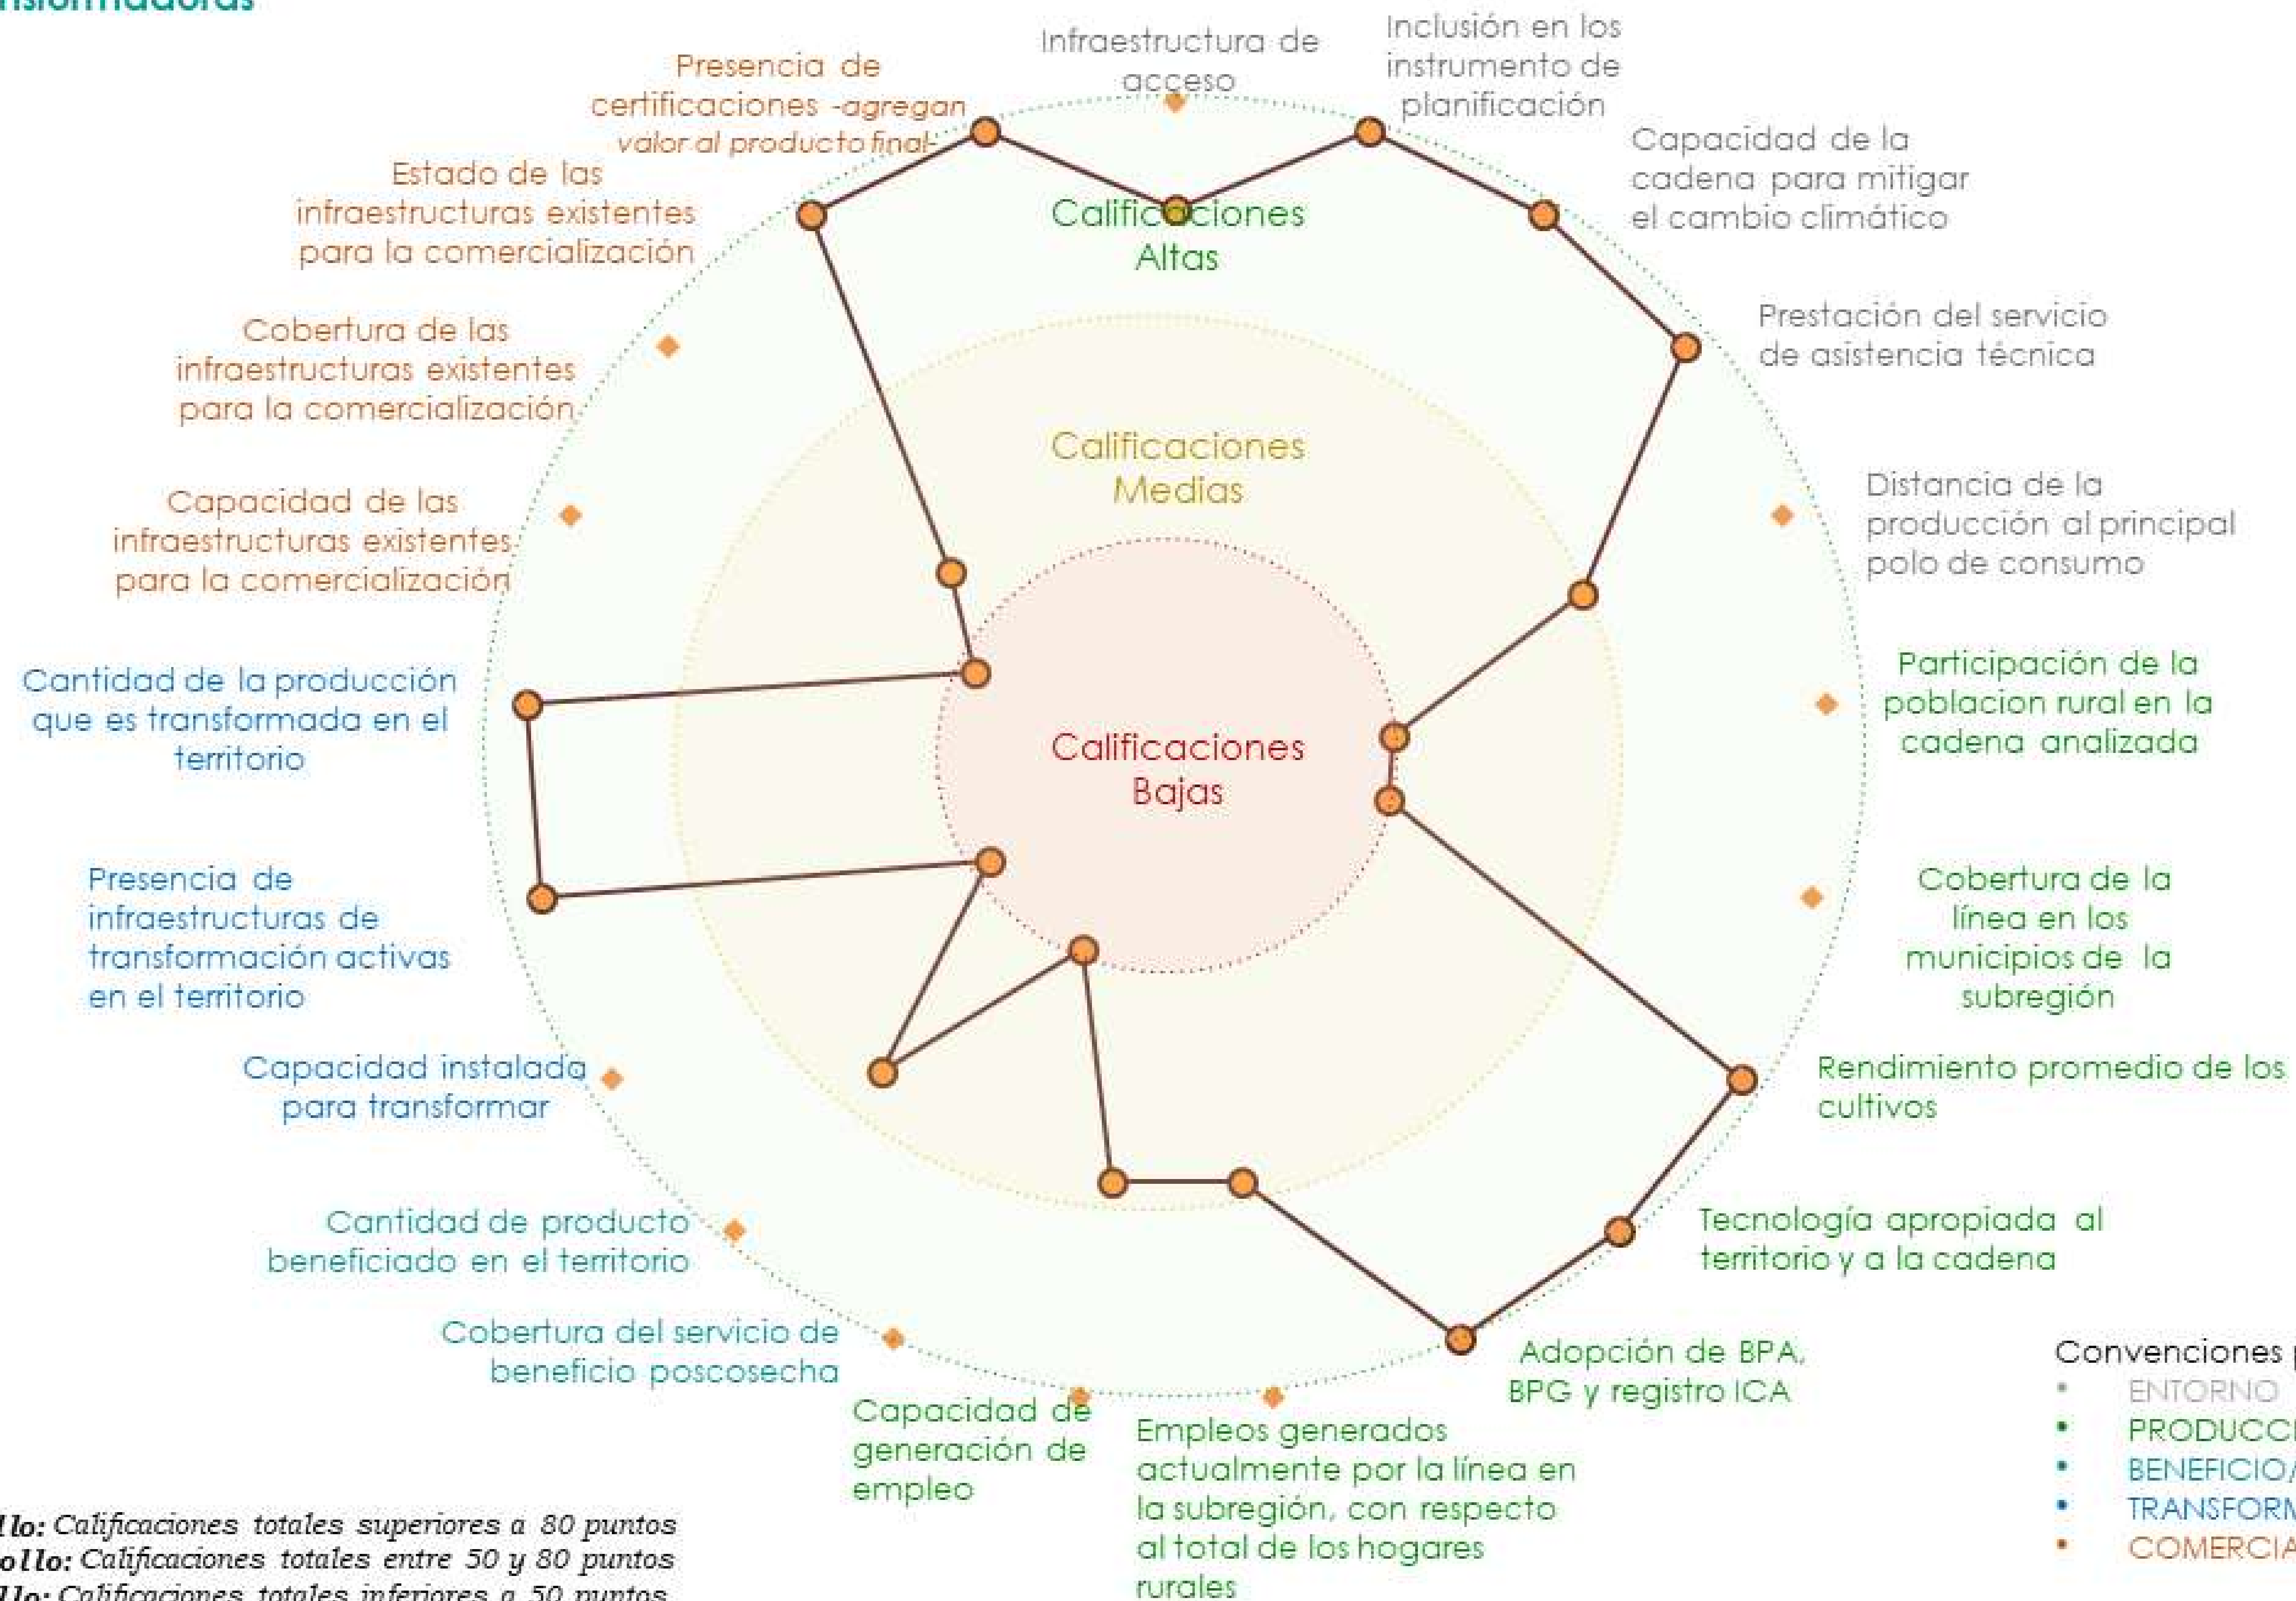 Infraestructura de
acceso
Inclusión en los
instrumento de
planificación
Capacidad de la
cadena para mitigar
el cambio climático
Prestación del servicio
de asistencia técnica
Distancia de la
producción al principal
polo de consumo
Participación de la
poblacion rural en la
cadena analizada
Cobertura de la
línea en los
municipios de la
subregión
Rendimiento promedio de los
cultivos
Tecnología apropiada al
territorio y a la cadena
Adopción de BPA,
BPG y registro ICA
Empleos generados
actualmente por la línea en
la subregión, con respecto
al total de los hogares
rurales
Capacidad de
generación de
empleo
Cobertura del servicio de
beneficio poscosecha
Cantidad de producto
beneficiado en el territorio
Capacidad instalada
para transformar
Presencia de
infraestructuras de
transformación activas
en el territorio
Cantidad de la producción
que es transformada en el
territorio
Capacidad de las
infraestructuras existentes
para la comercialización
Cobertura de las
infraestructuras existentes
para la comercialización
Estado de las
infraestructuras existentes
para la comercialización
Presencia de
certificaciones -agregan
valor al producto final-
Calificaciones
Altas
Calificaciones
Medias
Calificaciones
Bajas
Calificaciones totales superiores a 80 puntos
Calificaciones totales entre 50 y 80 puntos
Calificaciones totales inferiores a 50 puntos
Convenciones
• ENTORNO
• PRODUCCI
• BENEFICIO/
• TRANSFORM
• COMERCIA